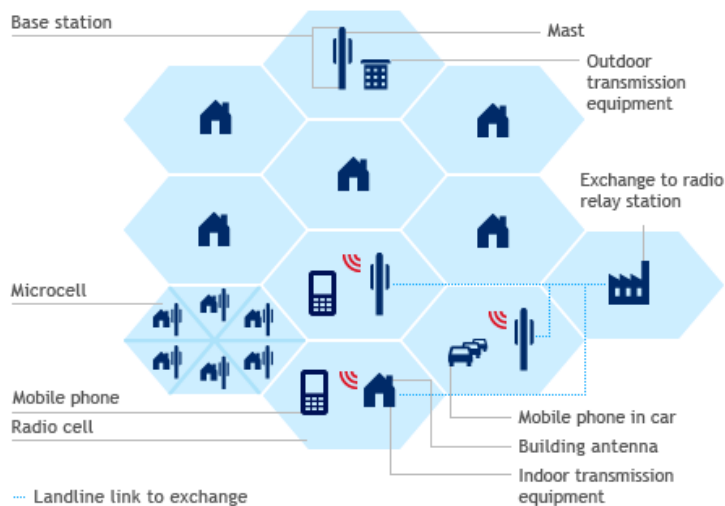 Base station
Mast
Outdoor
transmission
equipment
Exchange to radio
relay station
Microcell
Mobile phone
Radio cell
Mobile phone in car
Building antenna
Indoor transmission
equipment
Landline link to exchange